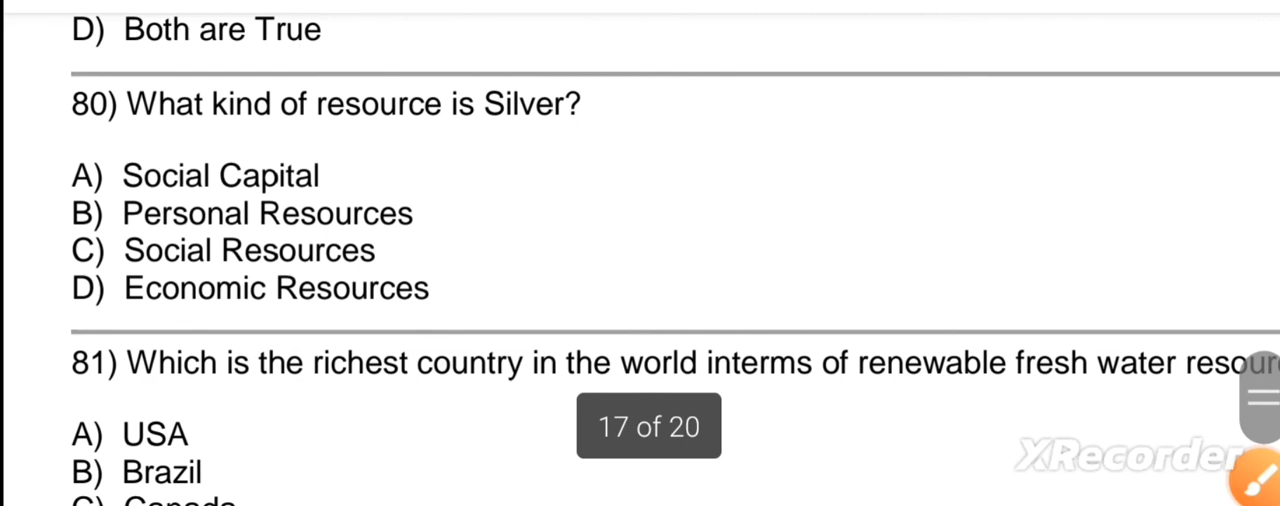 D) Both are True
80) What kind of resource is Silver?
A) Social Capital
B) Personal Resources
C) Social Resources
D) Economic Resources
81) Which is the richest country in the world interms of renewable fresh water
17 of 20
A) USA
B) Brazil
XRecorder